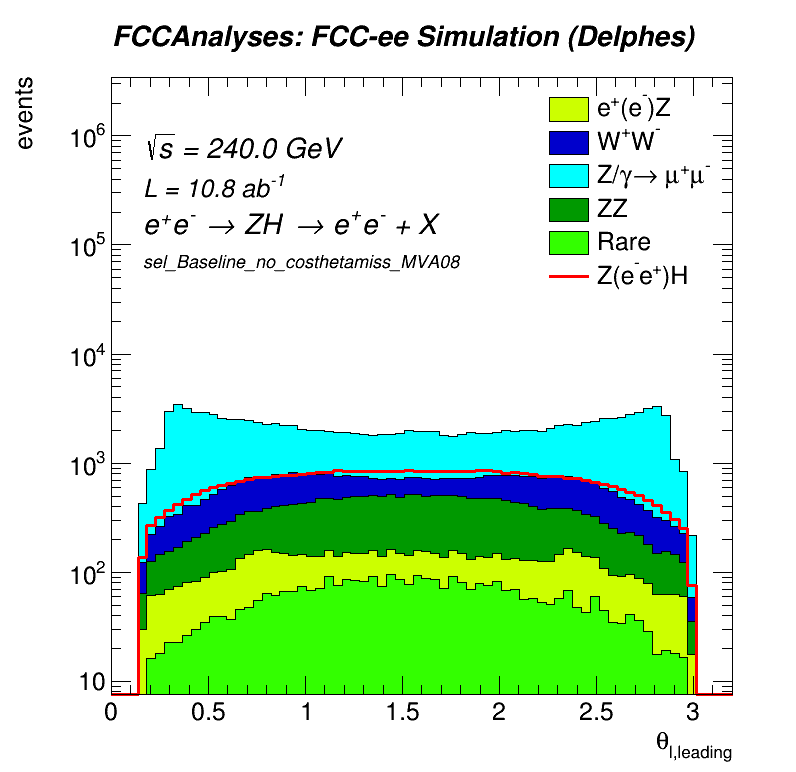 FCCAnalyses: FCC-ee Simulation (Delphes)
events
√s = 240.0 GeV
L = 10.8 ab⁻¹
e⁺e⁻ → ZH → e⁺e⁻ + X
sel_Baseline_no_costhetamiss_MVA08
e⁺(e⁻)Z
W⁺W⁻
Z/γ→ μ⁺μ⁻
ZZ
Rare
Z(e⁻e⁺)H
10⁶
10⁵
10⁴
10³
10²
10
0 0.5 1 1.5 2 2.5 3
θ_l,leading